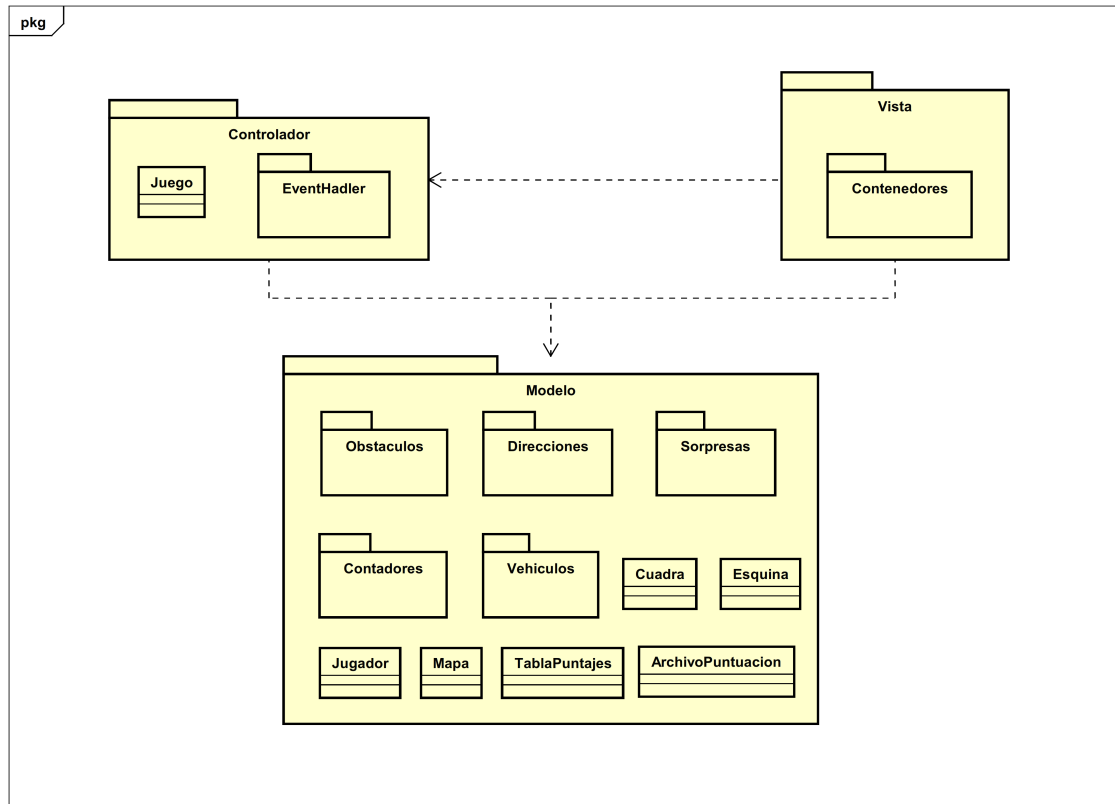 pkg
Controlador
Juego
EventHadler
Vista
Contenedores
Modelo
Obstaculos
Direcciones
Sorpresas
Contadores
Vehiculos
Cuadra
Esquina
Jugador
Mapa
TablaPuntajes
ArchivoPuntuacion